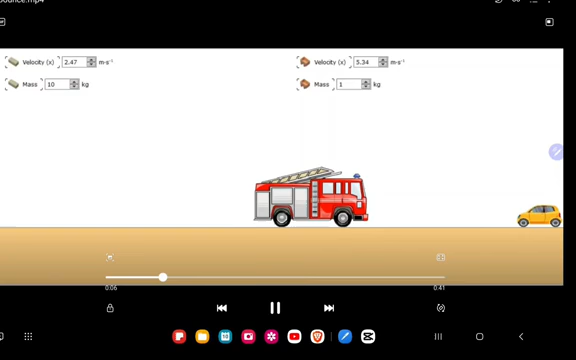 ounce.mp4
Velocity (x) 2.47 m·s⁻¹
Mass 10 kg
Velocity (x) 5.34 m·s⁻¹
Mass 1 kg
0:06
0:41